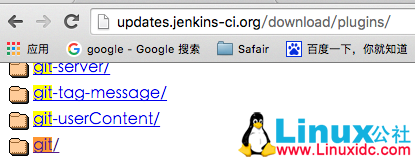 updates.jenkins-ci.org/download/plugins/
应用 google - Google 搜索 Safair 百度一下，你就知道
git-server/
git-tag-message/
git-userContent/
git/
Linux公社
www.Linuxidc.com